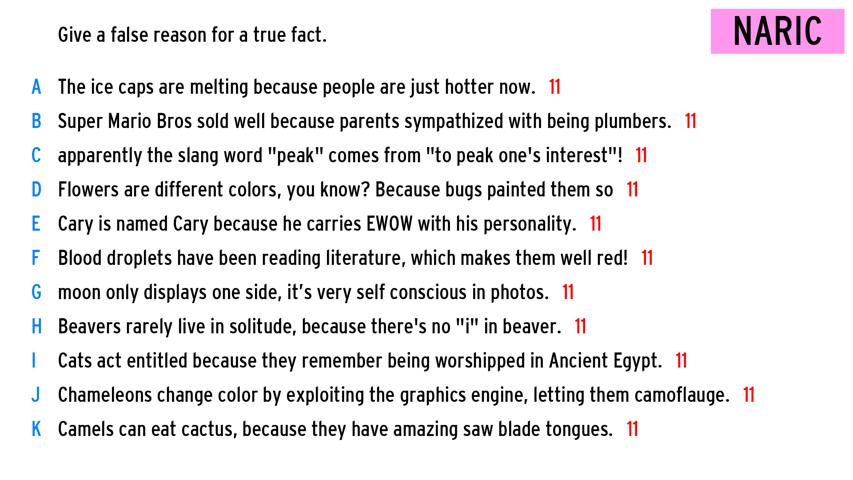 Give a false reason for a true fact.
NARIC
A The ice caps are melting because people are just hotter now. 11
B Super Mario Bros sold well because parents sympathized with being plumbers. 11
C apparently the slang word "peak" comes from "to peak one's interest"! 11
D Flowers are different colors, you know? Because bugs painted them so 11
E Cary is named Cary because he carries EWOW with his personality. 11
F Blood droplets have been reading literature, which makes them well red! 11
G moon only displays one side, it’s very self conscious in photos. 11
H Beavers rarely live in solitude, because there's no "i" in beaver. 11
I Cats act entitled because they remember being worshipped in Ancient Egypt. 11
J Chameleons change color by exploiting the graphics engine, letting them camoflauge. 11
K Camels can eat cactus, because they have amazing saw blade tongues. 11